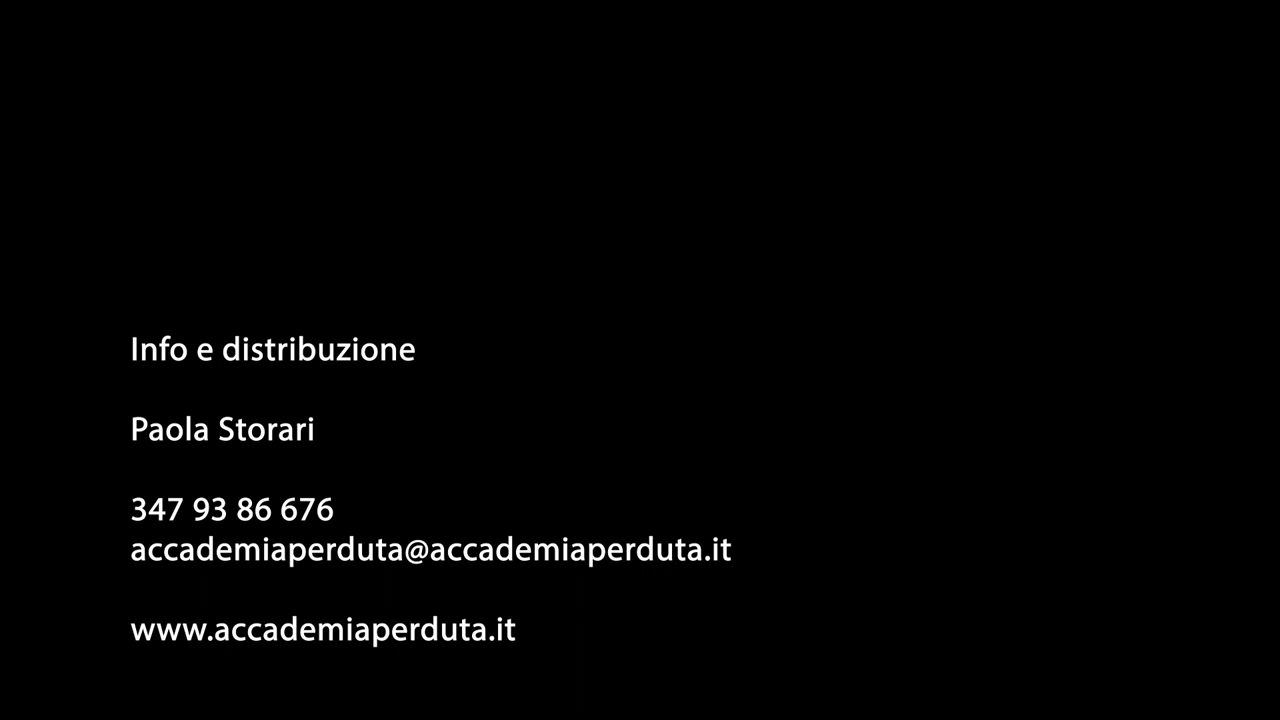 Info e distribuzione
Paola Storari
347 93 86 676
accademiaperduta@accademiaperduta.it
www.accademiaperduta.it